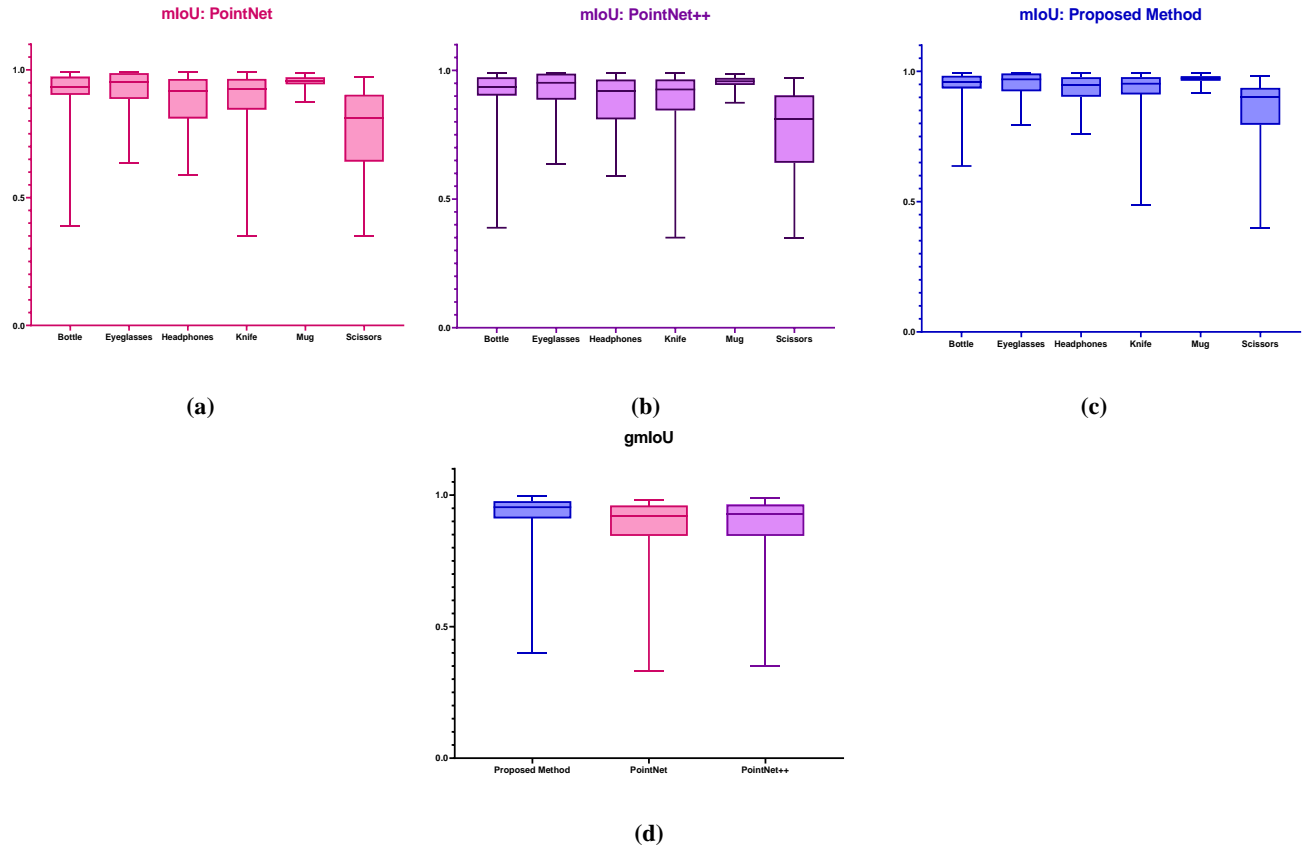 mIoU: PointNet
1.0
0.5
0.0
Bottle Eyeglasses Headphones Knife Mug Scissors
(a)
mIoU: PointNet++
1.0
0.5
0.0
Bottle Eyeglasses Headphones Knife Mug Scissors
(b)
mIoU: Proposed Method
1.0
0.5
0.0
Bottle Eyeglasses Headphones Knife Mug Scissors
(c)
gmIoU
1.0
0.5
0.0
Proposed Method PointNet PointNet++
(d)